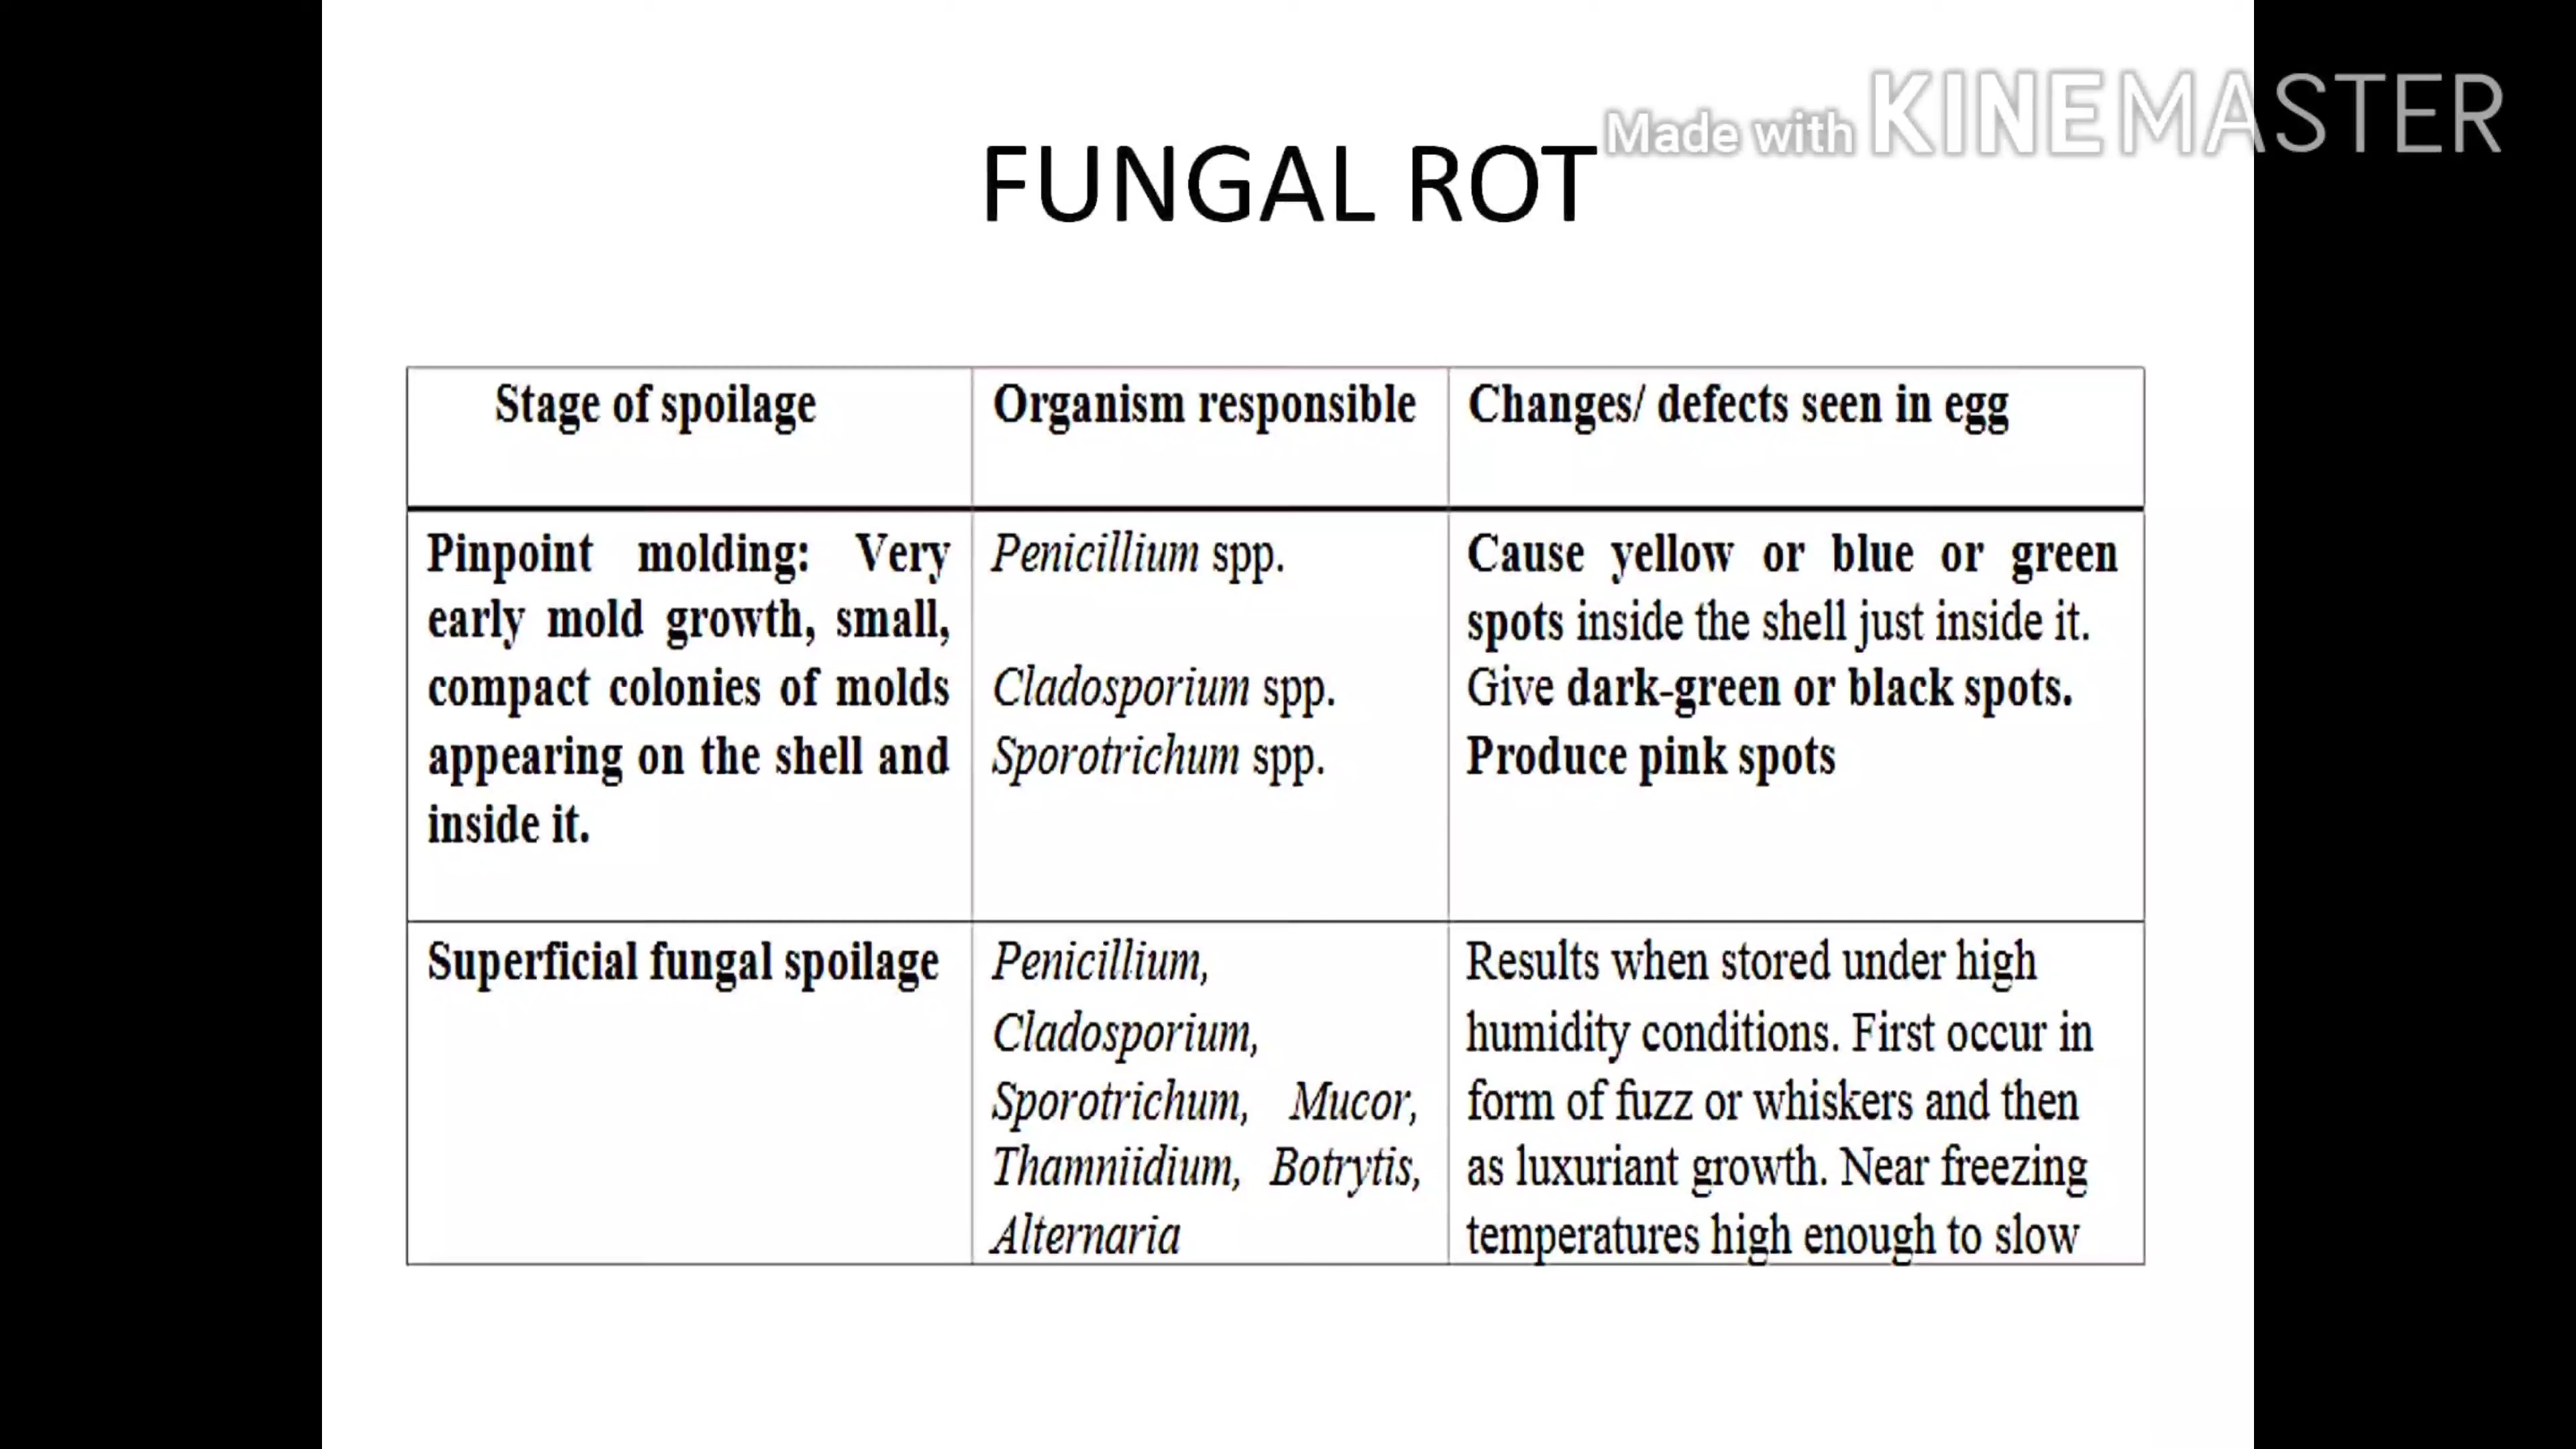 Made with KINEMASTER
FUNGAL ROT
Stage of spoilage
Organism responsible
Changes/ defects seen in egg
Pinpoint molding: Very
early mold growth, small,
compact colonies of molds
appearing on the shell and
inside it.
Penicillium spp.
Cladosporium spp.
Sporotrichum spp.
Cause yellow or blue or green
spots inside the shell just inside it.
Give dark-green or black spots.
Produce pink spots
Superficial fungal spoilage
Penicillium,
Cladosporium,
Sporotrichum, Mucor,
Thamniidium, Botrytis,
Alternaria
Results when stored under high
humidity conditions. First occur in
form of fuzz or whiskers and then
as luxuriant growth. Near freezing
temperatures high enough to slow